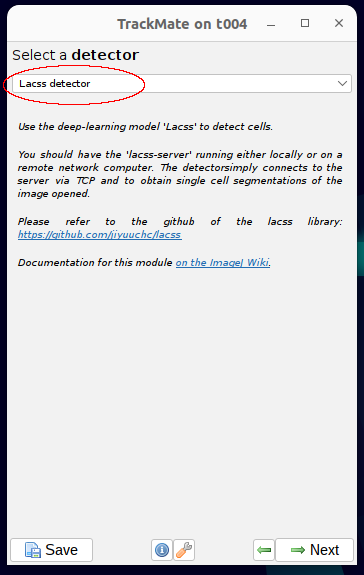 TrackMate on t004
Select a detector
Lacss detector
Use the deep-learning model 'Lacss' to detect cells.
You should have the 'lacss-server' running either locally or on a
remote network computer. The detectorsimply connects to the
server via TCP and to obtain single cell segmentations of the
image opened.
Please refer to the github of the lacss library:
https://github.com/jiyuuchc/lacss
Documentation for this module on the ImageJ Wiki.
Save
Next